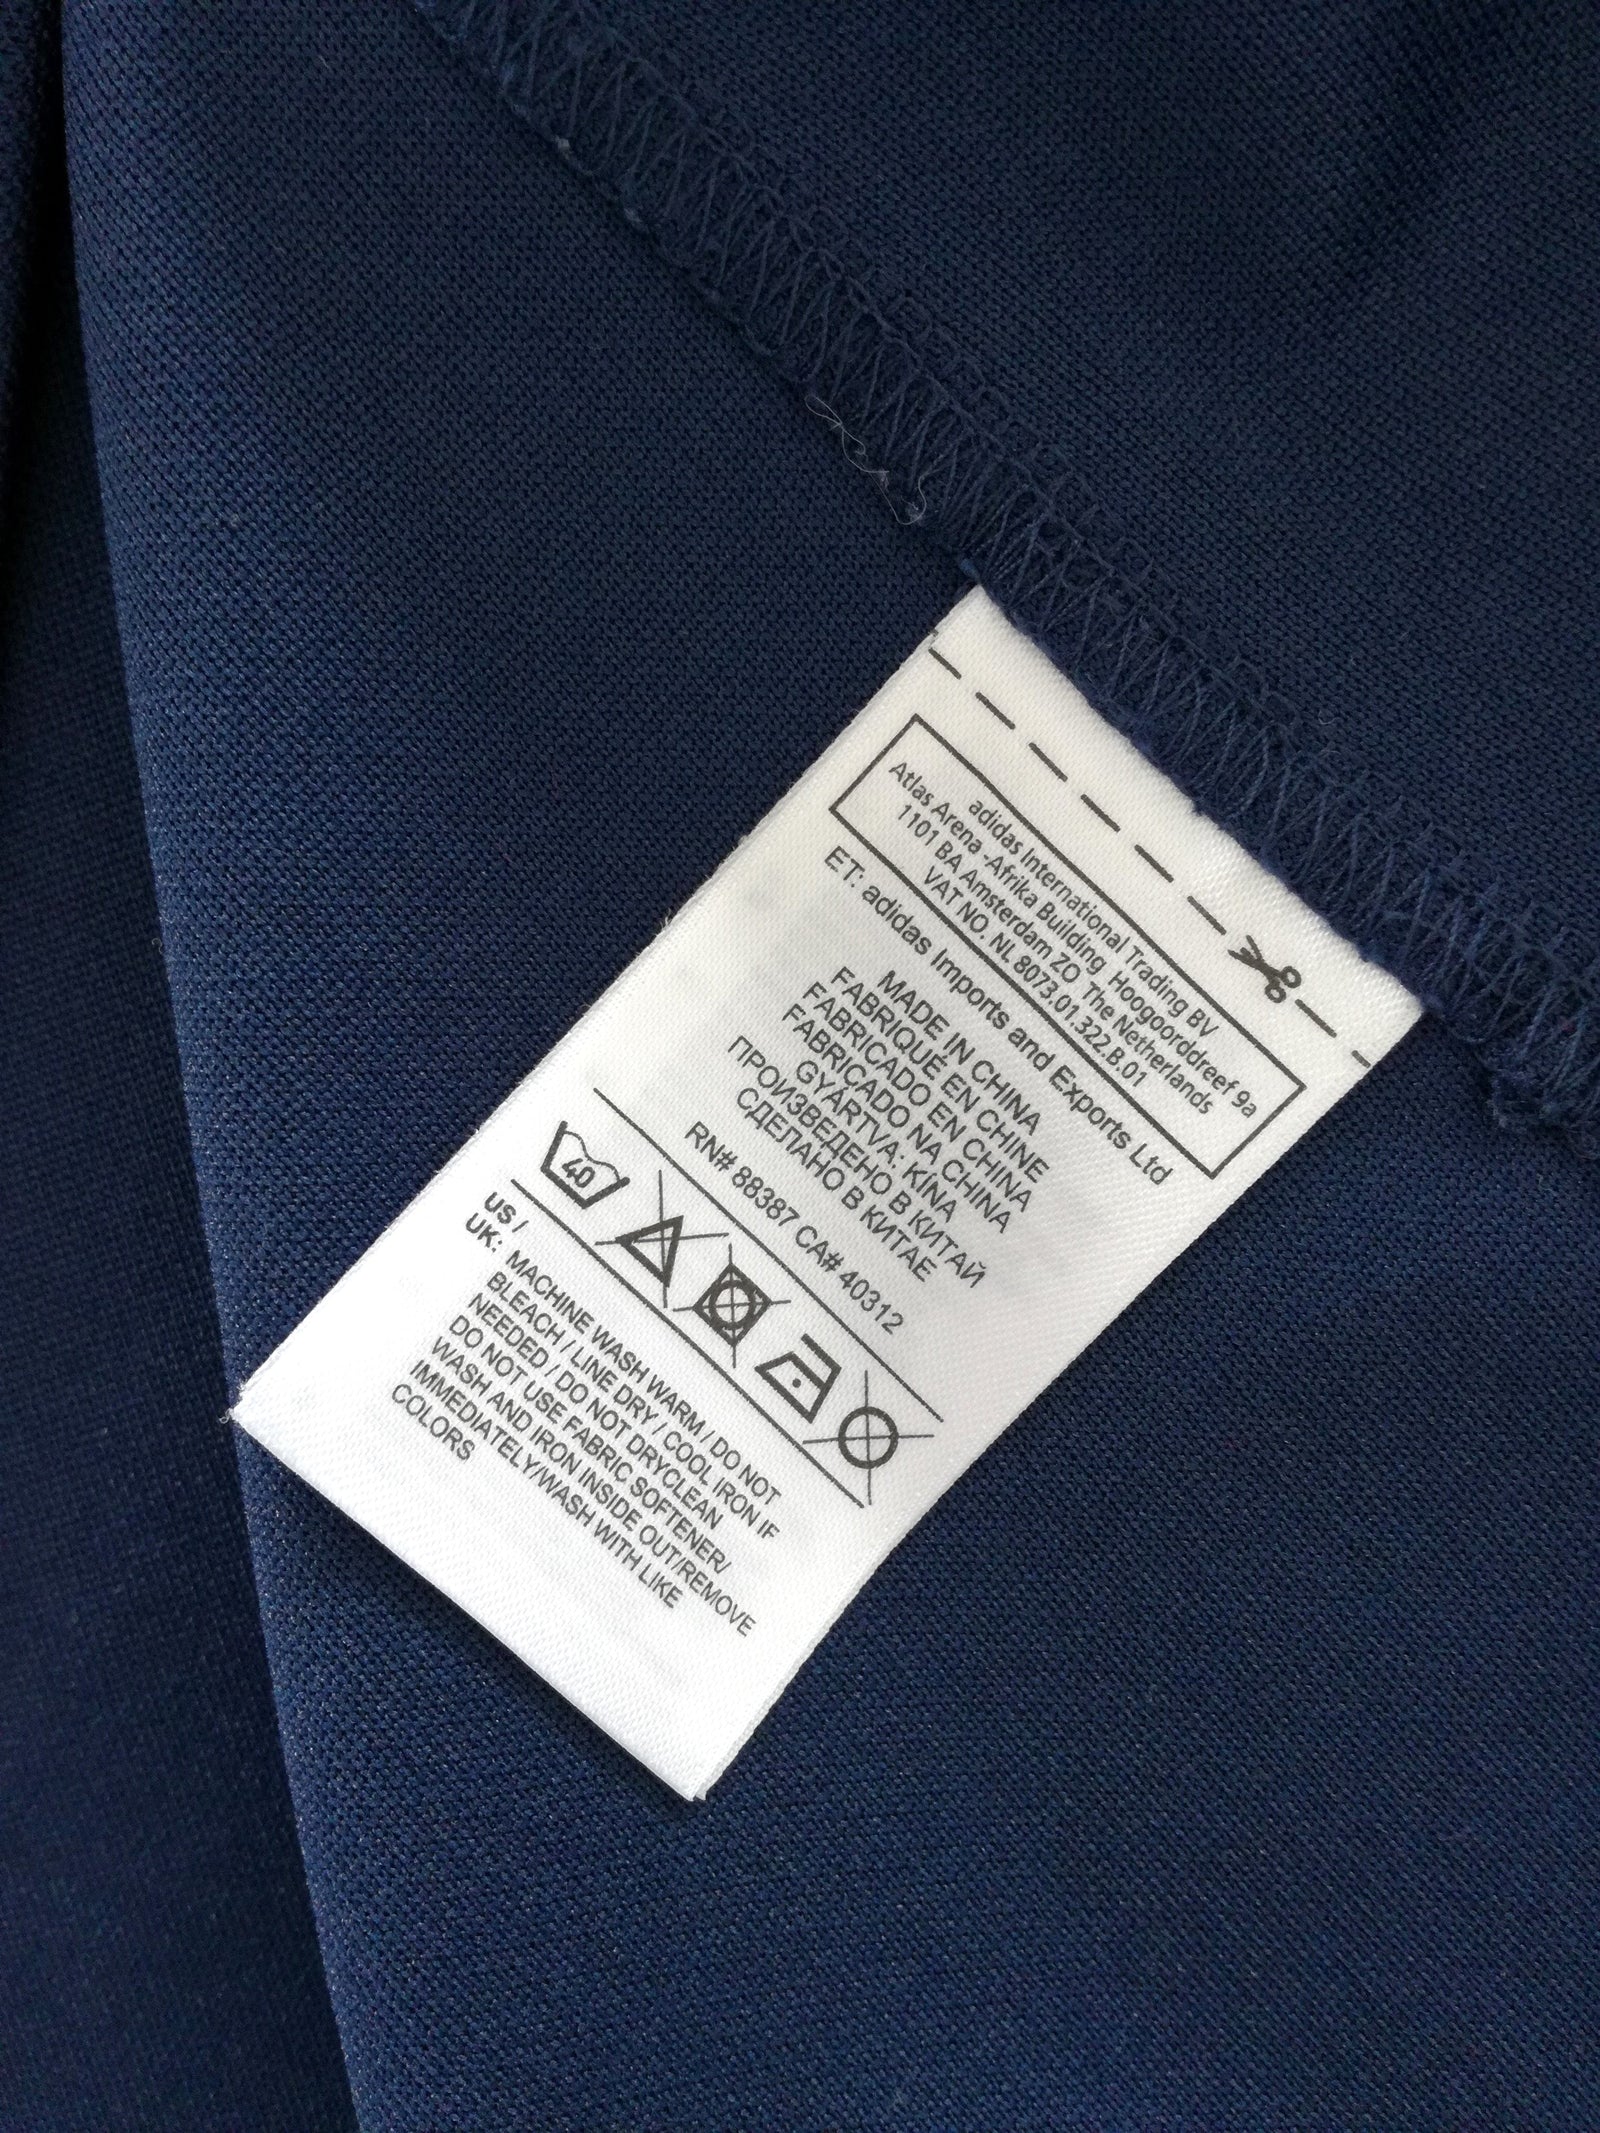 adidas International Trading BV
Atlas Arena -Afrika Building Hoogoorddreef 9a
1101 BA Amsterdam ZO The Netherlands
VAT NO. NL 8073.01.322.B.01
ET: adidas Imports and Exports Ltd
MADE IN CHINA
FABRIQUÉ EN CHINE
FABRICADO EN CHINA
FABRICADO NA CHINA
GYÁRTVA: KÍNA
ПРОИЗВЕДЕНО В КИТАЙ
СДЕЛАНО В КИТАЕ
RN# 88387 CA# 40312
40
US /
UK: MACHINE WASH WARM / DO NOT
BLEACH / LINE DRY / COOL IRON IF
NEEDED / DO NOT DRYCLEAN
DO NOT USE FABRIC SOFTENER/
WASH AND IRON INSIDE OUT/REMOVE
IMMEDIATELY/WASH WITH LIKE
COLORS